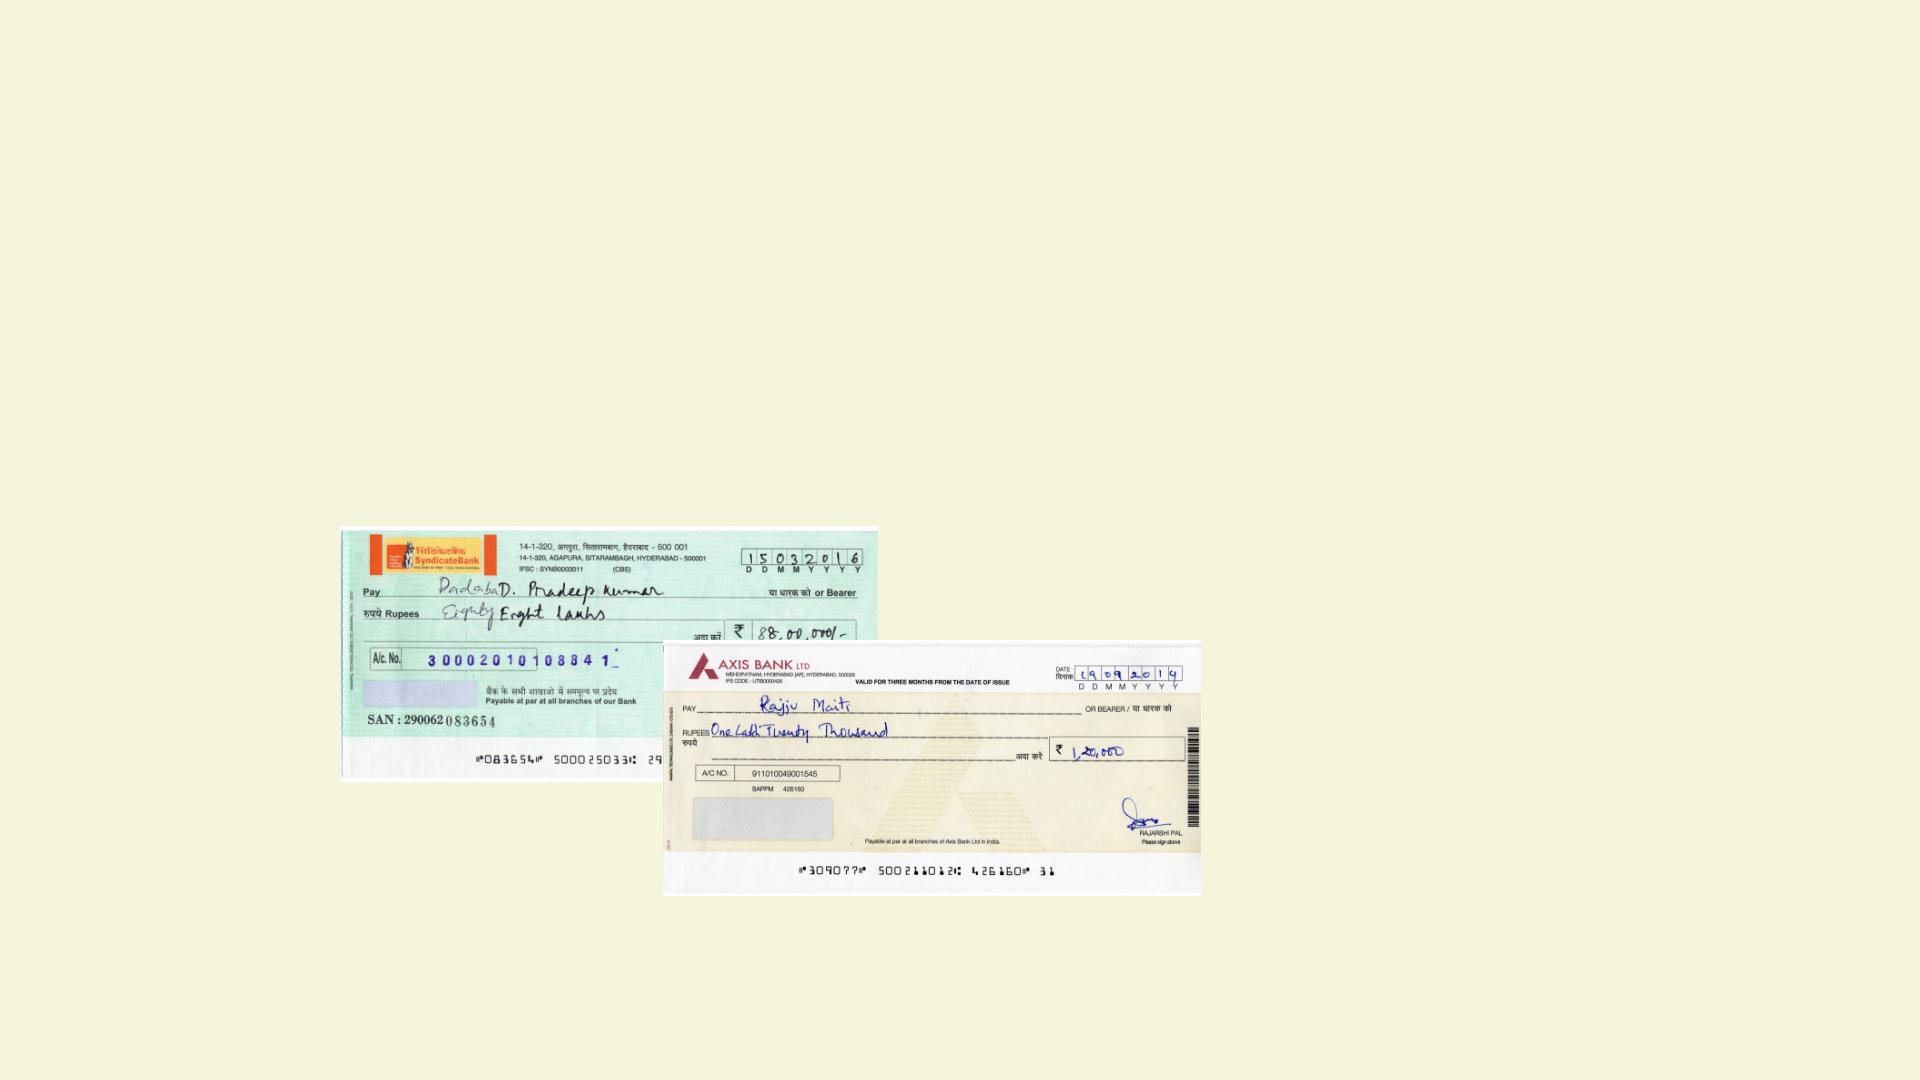 सिंडिकेटबैंक
SyndicateBank
14-1-320, अगपुरा, सितारामबाग, हैदराबाद - 500 001
14-1-320, AGAPURA, SITARAMBAGH, HYDERABAD - 500001
IFSC : SYNB0003011 (CBS)
15032016
D D M M Y Y Y Y
Pay DadabaD. Pradeep kumar या धारक को or Bearer
रुपये Rupees Eighty Eight lakhs
अदा करें ₹ 88,00,000/-
A/c. No. 30002010108841
बैंक के सभी शाखाओ में सममूल्य पर प्रदेय
Payable at par at all branches of our Bank
SAN : 290062 083654
⑈083654⑈ 500025033⑆ 29
AXIS BANK LTD
MEHDIPATNAM, HYDERABAD [AP], HYDERABAD, 500028
IFS CODE - UTIB0000426
VALID FOR THREE MONTHS FROM THE DATE OF ISSUE
DATE
दिनांक 19092014
D D M M Y Y Y Y
PAY Rajju Maiti OR BEARER / या धारक को
RUPEES One Lakh Twenty Thousand
रुपये
अदा करें ₹ 1,20,000
A/C NO. 911010049001545
SAPPM 426160
RAJARSHI PAL
Please sign above
Payable at par at all branches of Axis Bank Ltd in India.
⑈309077⑈ 500211012⑆ 426160⑈ 31